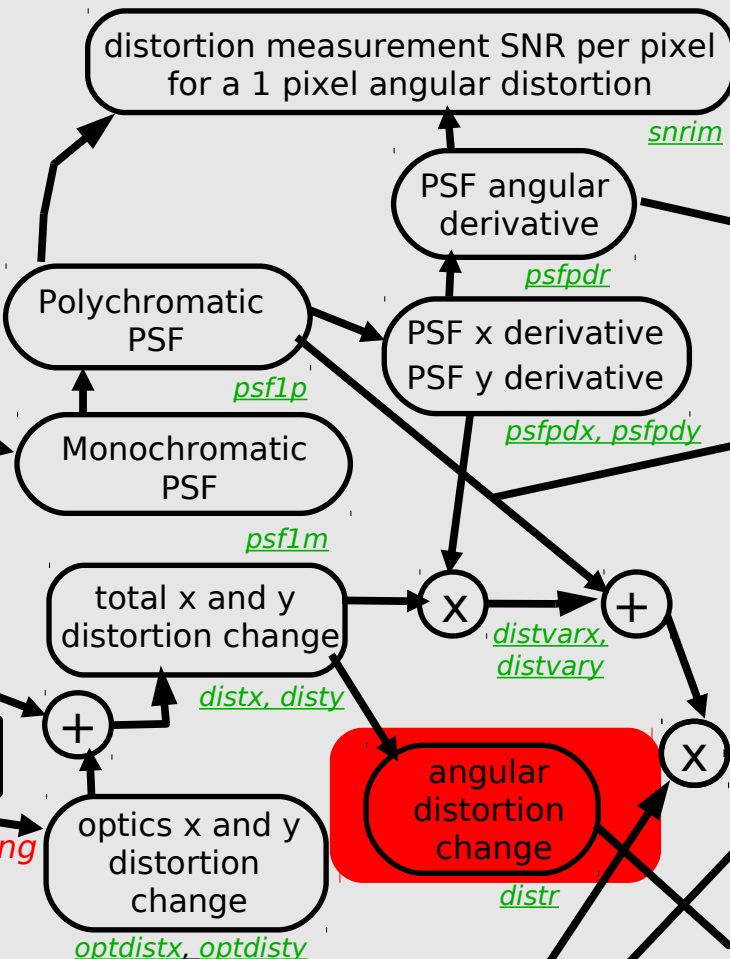 distortion measurement SNR per pixel
for a 1 pixel angular distortion
snrim
PSF angular
derivative
psfpdr
Polychromatic
PSF
psf1p
PSF x derivative
PSF y derivative
psfpdx, psfpdy
Monochromatic
PSF
psf1m
total x and y
distortion change
distx, disty
x
+
distvarx,
distvary
+
x
angular
distortion
change
distr
ng
optics x and y
distortion
change
optdistx, optdisty